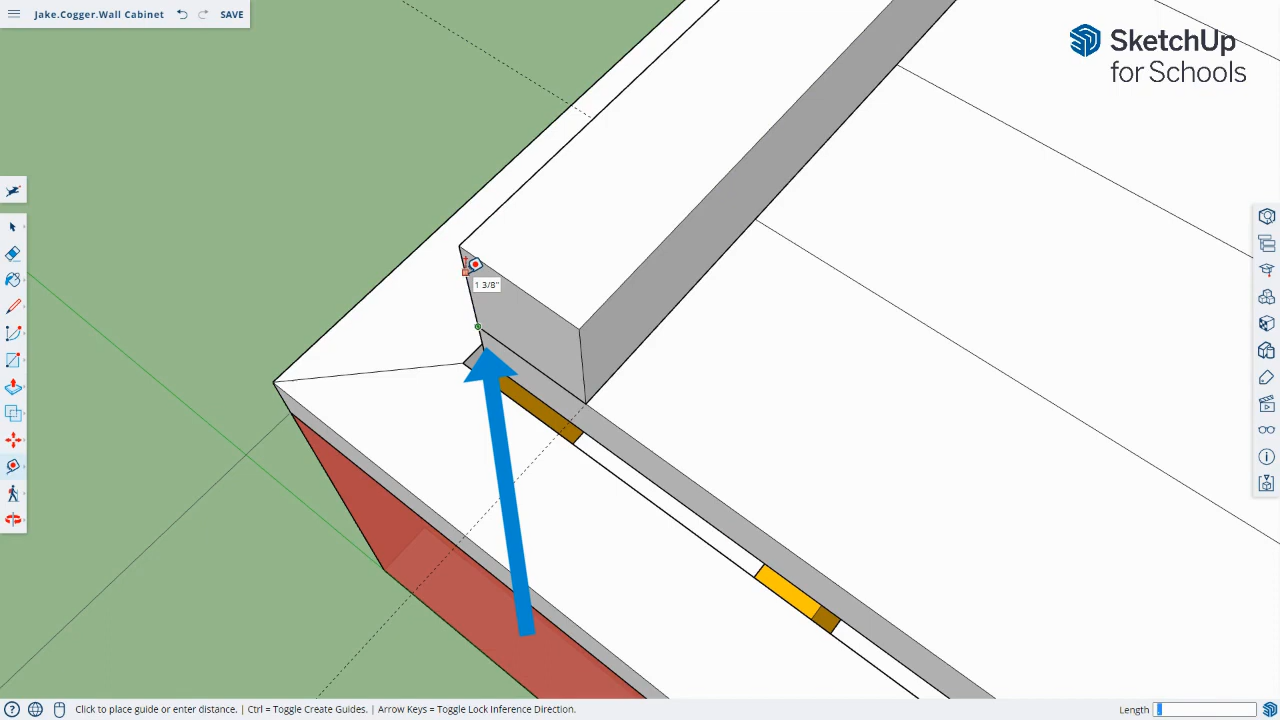 Jake.Cogger.Wall Cabinet
SAVE
SketchUp
for Schools
1 3/8"
Click to place guide or enter distance. | Ctrl = Toggle Create Guides. | Arrow Keys = Toggle Lock Inference Direction.
Length